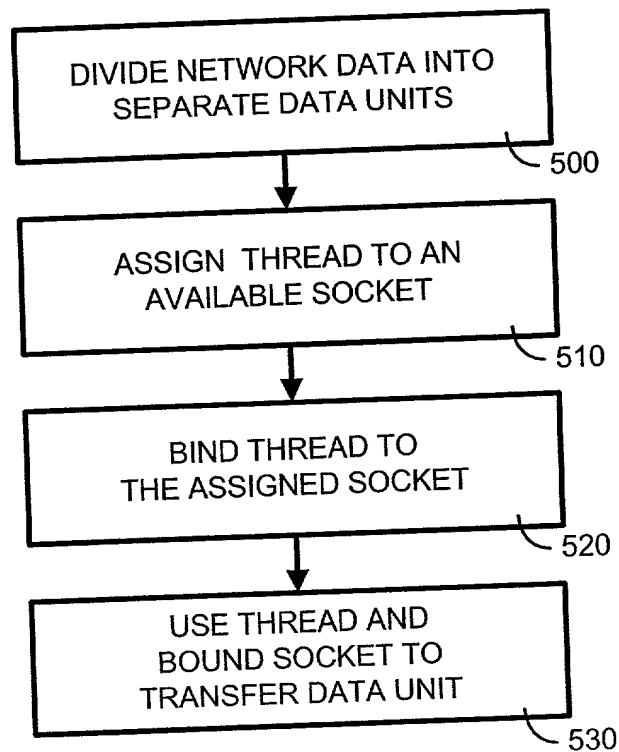 DIVIDE NETWORK DATA INTO
SEPARATE DATA UNITS
500
ASSIGN THREAD TO AN
AVAILABLE SOCKET
510
BIND THREAD TO
THE ASSIGNED SOCKET
520
USE THREAD AND
BOUND SOCKET TO
TRANSFER DATA UNIT
530